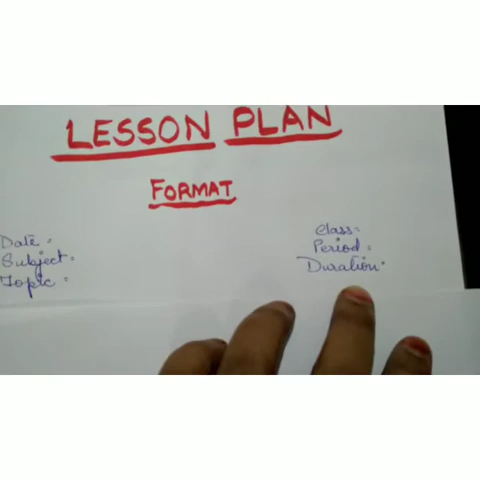 LESSON PLAN
FORMAT
Date :
Subject :
Topic :
Class :
Period :
Duration :